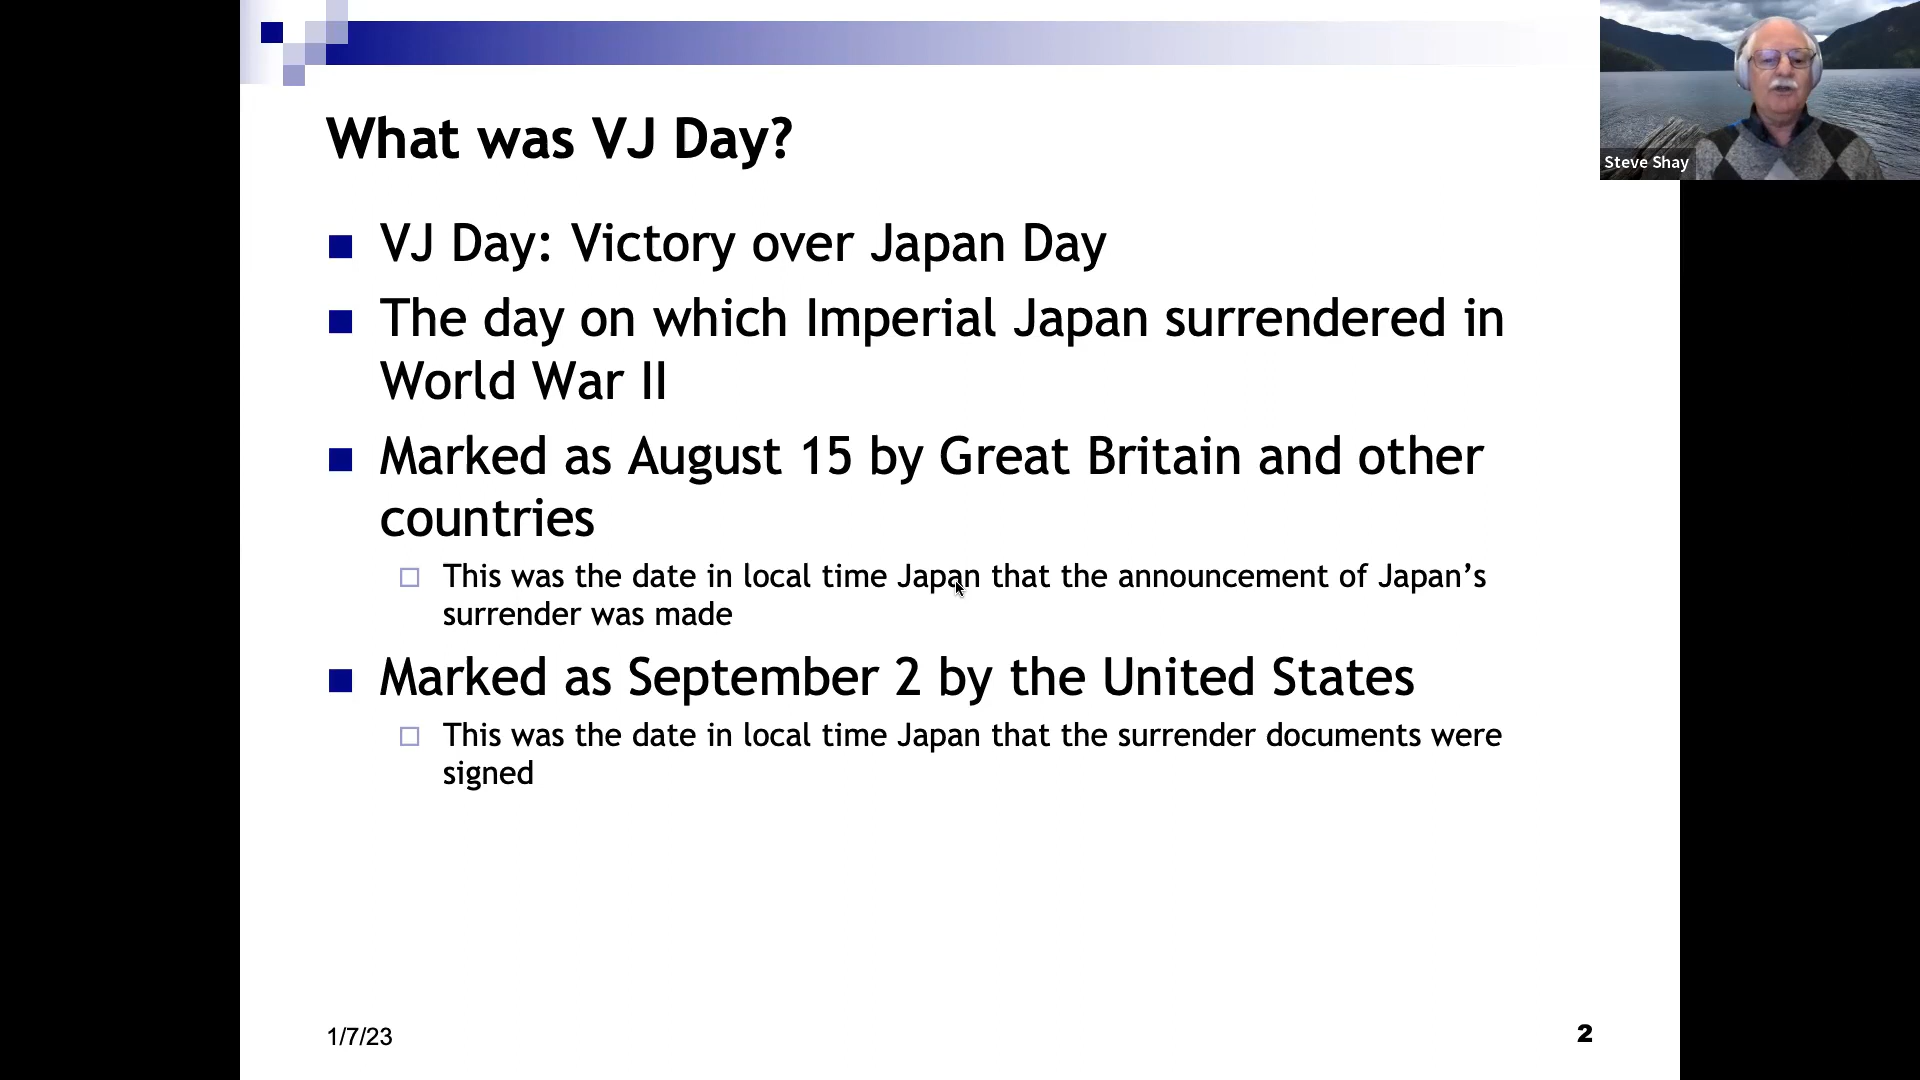 What was VJ Day?
VJ Day: Victory over Japan Day
The day on which Imperial Japan surrendered in
World War II
Marked as August 15 by Great Britain and other
countries
This was the date in local time Japan that the announcement of Japan’s
surrender was made
Marked as September 2 by the United States
This was the date in local time Japan that the surrender documents were
signed
1/7/23
2
Steve Shay